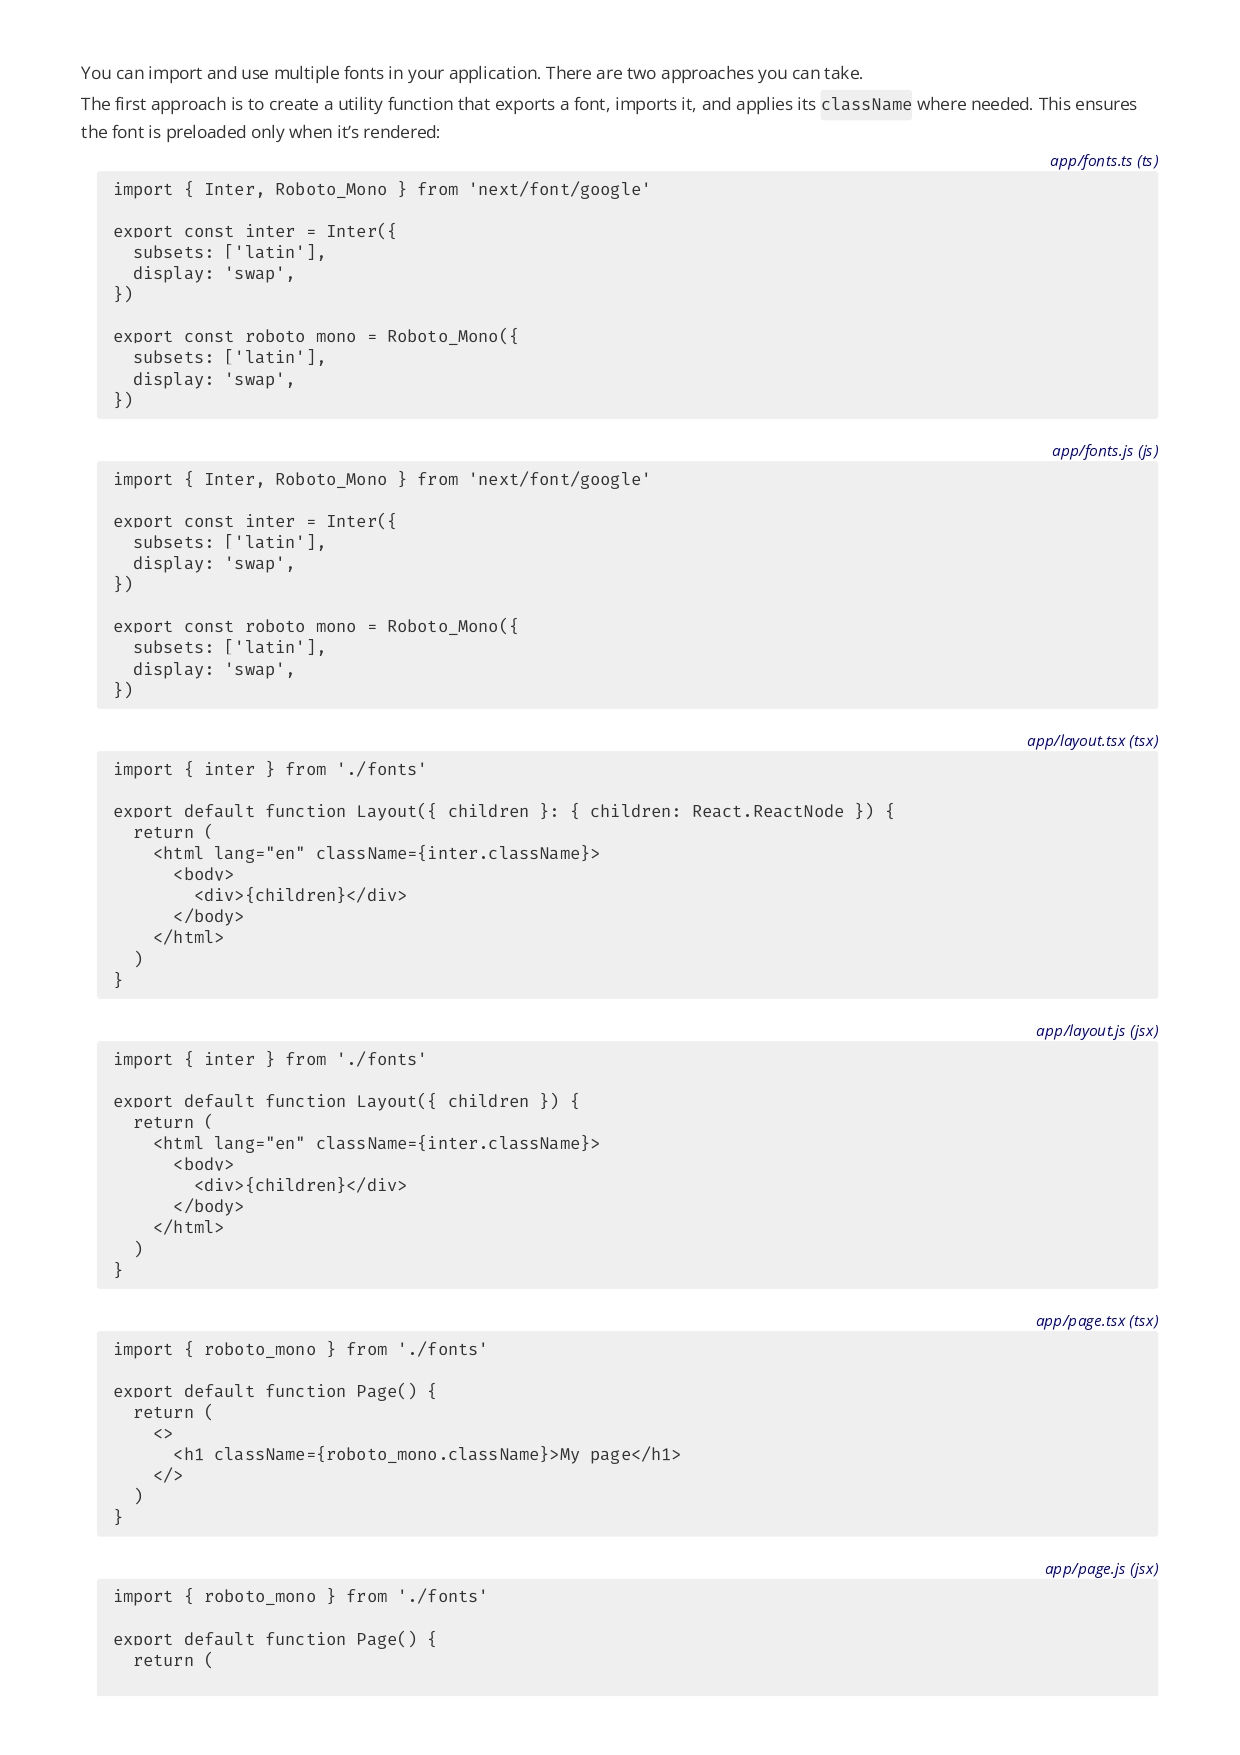 You can import and use multiple fonts in your application. There are two approaches you can take.
The first approach is to create a utility function that exports a font, imports it, and applies its className where needed. This ensures
the font is preloaded only when it’s rendered:
app/fonts.ts (ts)
import { Inter, Roboto_Mono } from 'next/font/google'
export const inter = Inter({
  subsets: ['latin'],
  display: 'swap',
})
export const roboto mono = Roboto_Mono({
  subsets: ['latin'],
  display: 'swap',
})
app/fonts.js (js)
import { Inter, Roboto_Mono } from 'next/font/google'
export const inter = Inter({
  subsets: ['latin'],
  display: 'swap',
})
export const roboto mono = Roboto_Mono({
  subsets: ['latin'],
  display: 'swap',
})
app/layout.tsx (tsx)
import { inter } from './fonts'
export default function Layout({ children }: { children: React.ReactNode }) {
  return (
    <html lang="en" className={inter.className}>
      <body>
        <div>{children}</div>
      </body>
    </html>
  )
}
app/layout.js (jsx)
import { inter } from './fonts'
export default function Layout({ children }) {
  return (
    <html lang="en" className={inter.className}>
      <body>
        <div>{children}</div>
      </body>
    </html>
  )
}
app/page.tsx (tsx)
import { roboto_mono } from './fonts'
export default function Page() {
  return (
    <>
      <h1 className={roboto_mono.className}>My page</h1>
    </>
  )
}
app/page.js (jsx)
import { roboto_mono } from './fonts'
export default function Page() {
  return (